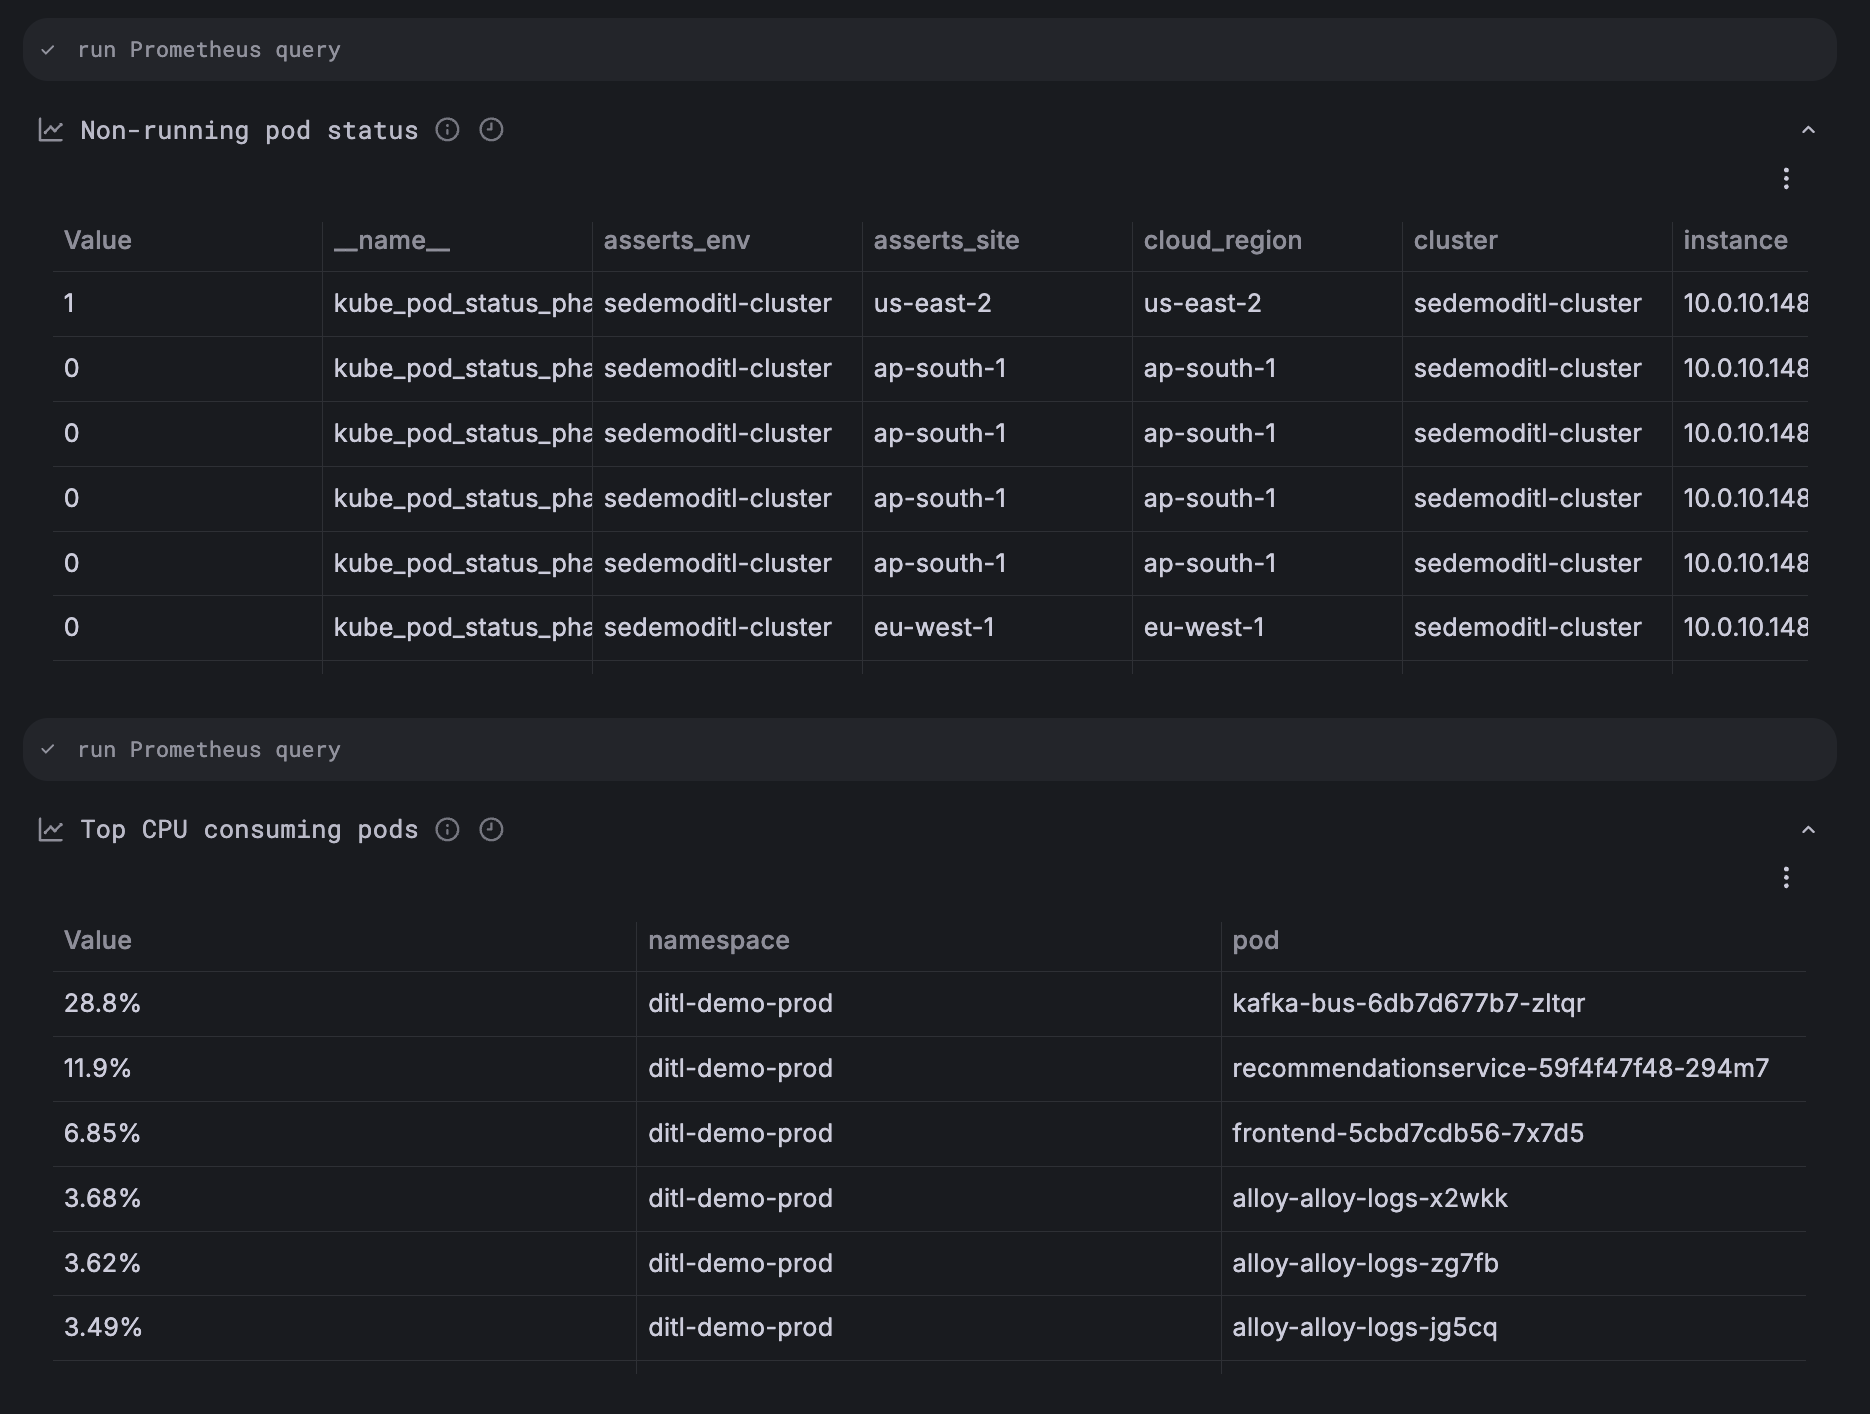 run Prometheus query
Non-running pod status
Value __name__ asserts_env asserts_site cloud_region cluster instance
1 kube_pod_status_pha sedemoditl-cluster us-east-2 us-east-2 sedemoditl-cluster 10.0.10.148
0 kube_pod_status_pha sedemoditl-cluster ap-south-1 ap-south-1 sedemoditl-cluster 10.0.10.148
0 kube_pod_status_pha sedemoditl-cluster ap-south-1 ap-south-1 sedemoditl-cluster 10.0.10.148
0 kube_pod_status_pha sedemoditl-cluster ap-south-1 ap-south-1 sedemoditl-cluster 10.0.10.148
0 kube_pod_status_pha sedemoditl-cluster ap-south-1 ap-south-1 sedemoditl-cluster 10.0.10.148
0 kube_pod_status_pha sedemoditl-cluster eu-west-1 eu-west-1 sedemoditl-cluster 10.0.10.148
run Prometheus query
Top CPU consuming pods
Value namespace pod
28.8% ditl-demo-prod kafka-bus-6db7d677b7-zltqr
11.9% ditl-demo-prod recommendationservice-59f4f47f48-294m7
6.85% ditl-demo-prod frontend-5cbd7cdb56-7x7d5
3.68% ditl-demo-prod alloy-alloy-logs-x2wkk
3.62% ditl-demo-prod alloy-alloy-logs-zg7fb
3.49% ditl-demo-prod alloy-alloy-logs-jg5cq